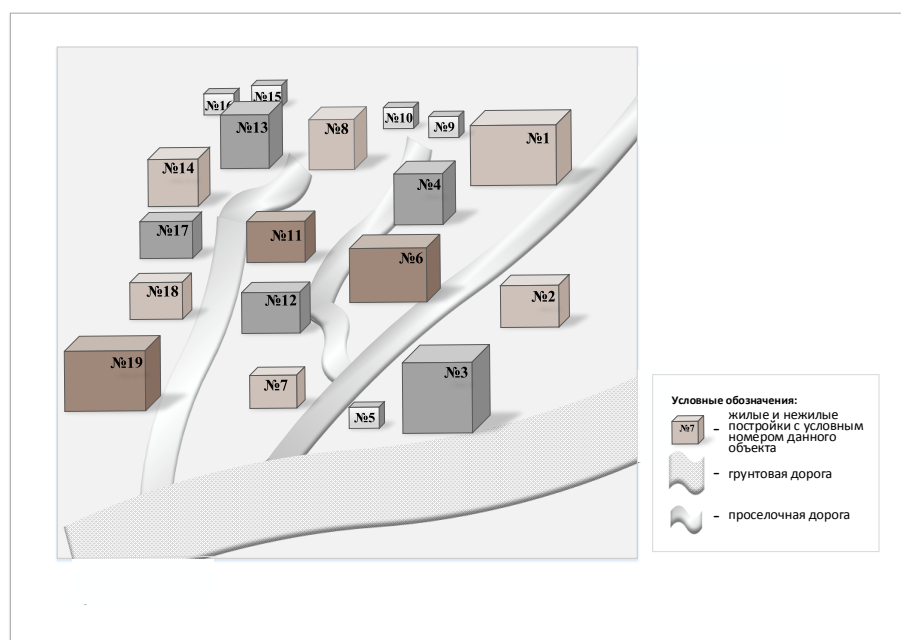 №16
№15
№13
№8
№10
№9
№1
№14
№4
№17
№11
№6
№18
№12
№2
№19
№7
№3
№5
Условные обозначения:
№7
– жилые и нежилые
постройки с условным
номером данного
объекта
– грунтовая дорога
– проселочная дорога